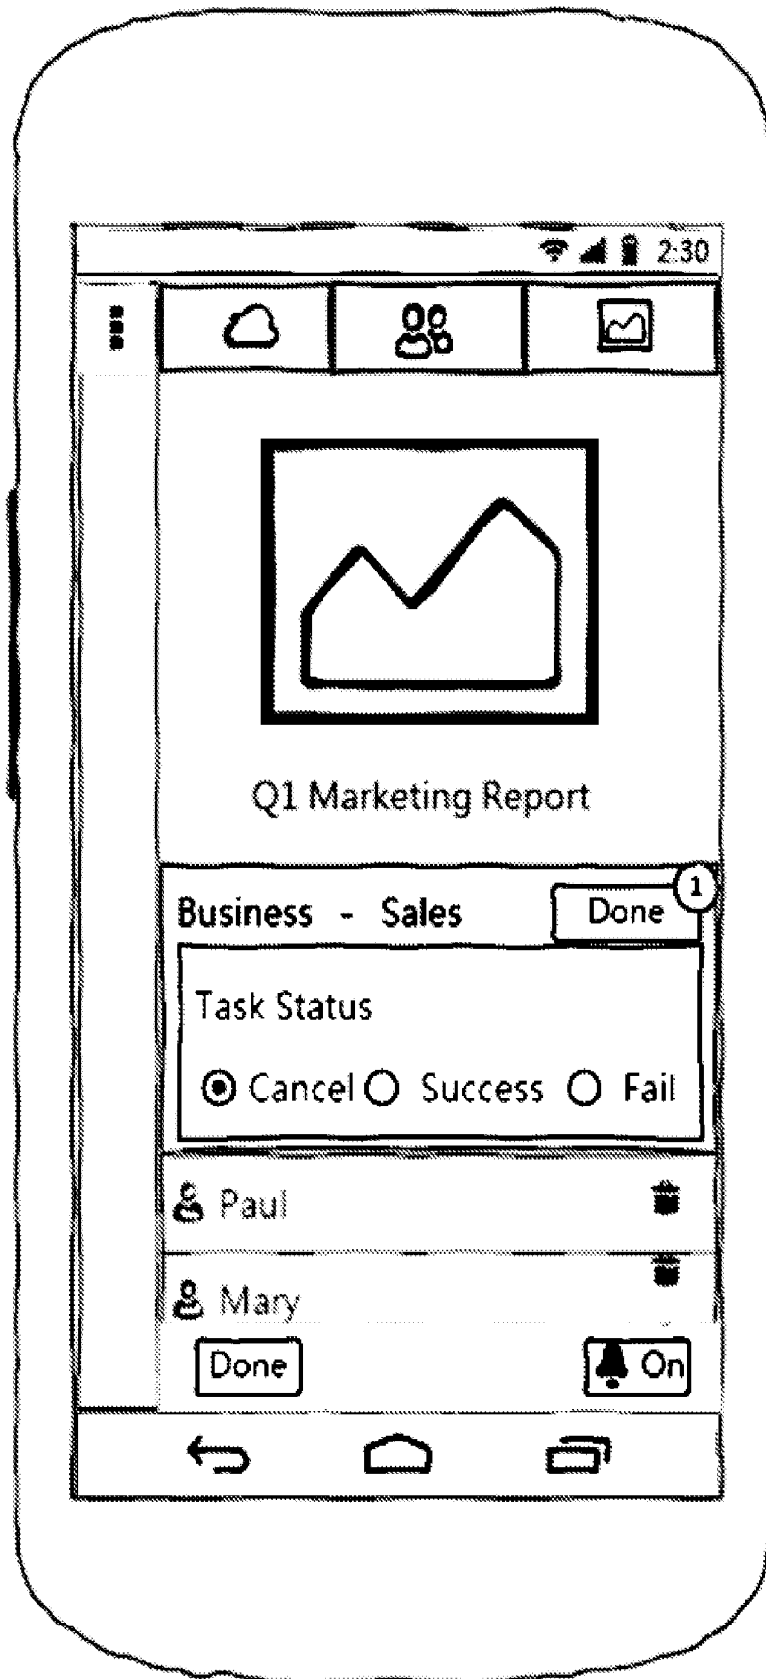 2:30
Q1 Marketing Report
1
Business - Sales Done
Task Status
Cancel Success Fail
Paul
Mary
Done On